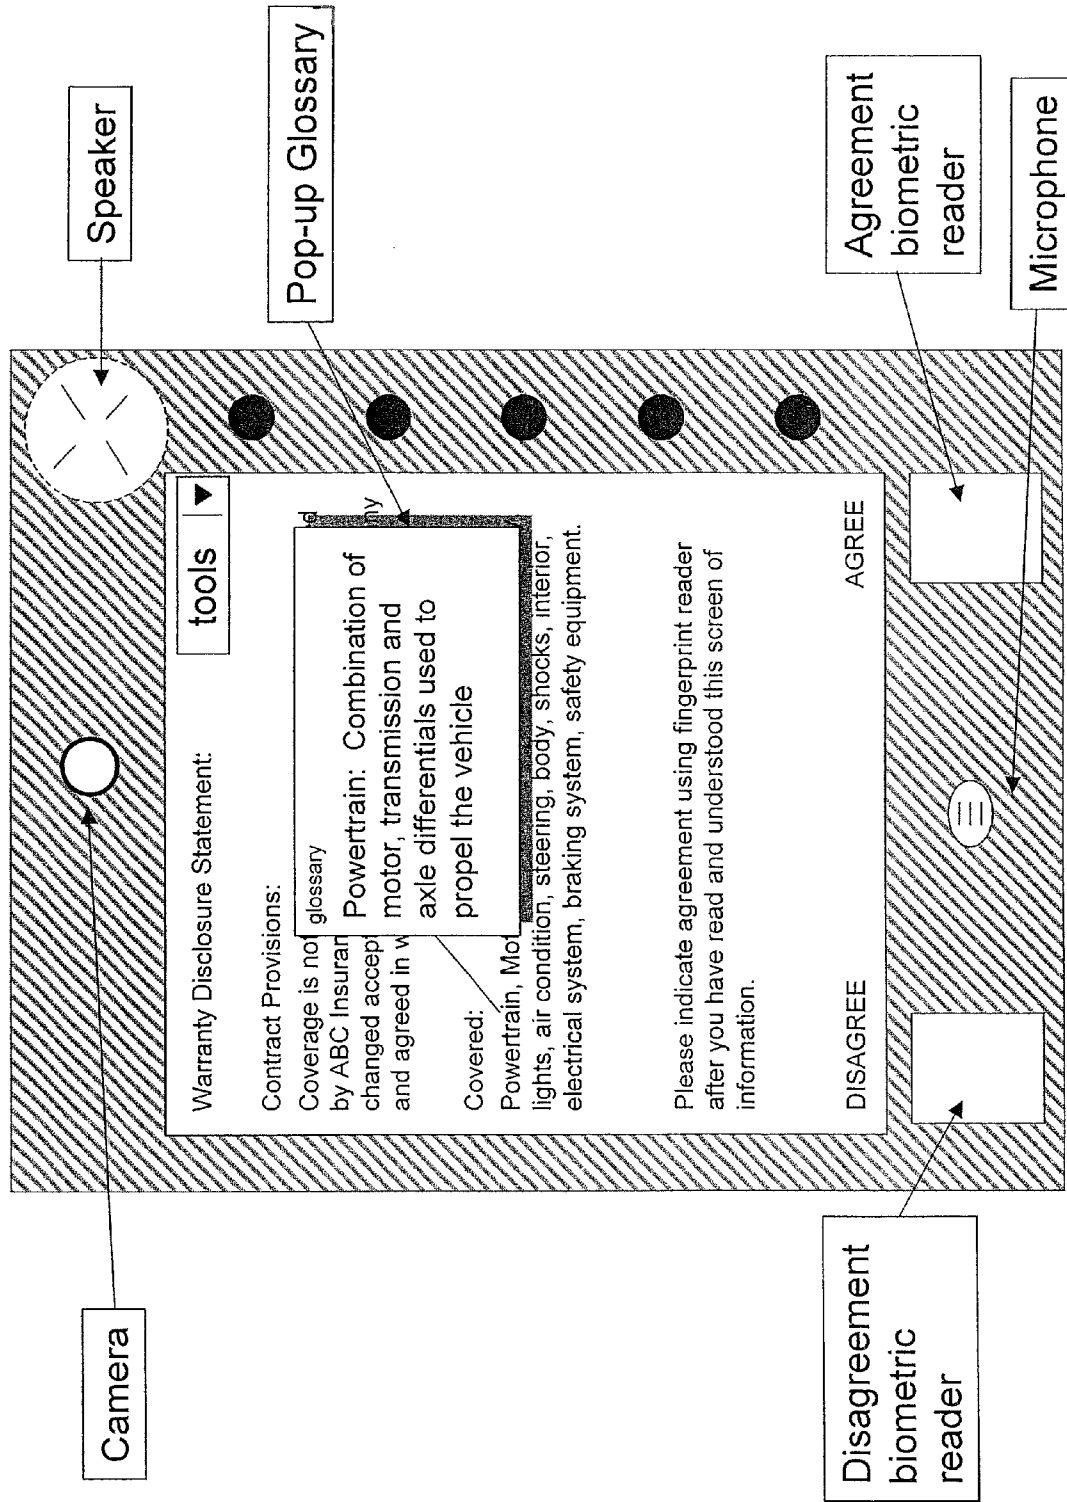 Camera
Speaker
Pop-up Glossary
tools
Warranty Disclosure Statement:
Contract Provisions:
Coverage is not
by ABC Insuran
changed accept
and agreed in w
glossary
Powertrain: Combination of
motor, transmission and
axle differentials used to
propel the vehicle
Covered:
Powertrain, Mo
lights, air condition, steering, body, shocks, interior,
electrical system, braking system, safety equipment.
Please indicate agreement using fingerprint reader
after you have read and understood this screen of
information.
DISAGREE AGREE
Disagreement
biometric
reader
Agreement
biometric
reader
Microphone